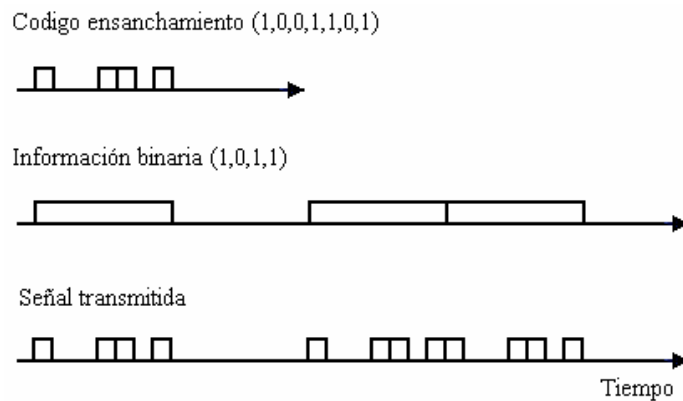 Codigo ensanchamiento (1,0,0,1,1,0,1)
Información binaria (1,0,1,1)
Señal transmitida
Tiempo